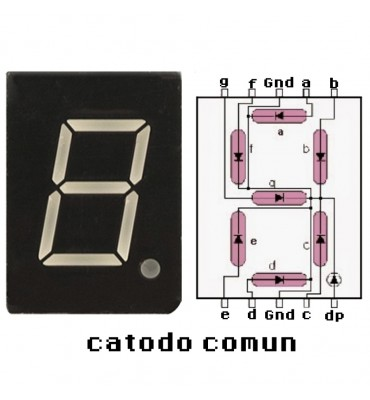 g f Gnd a b
a
f b
g
e c
d
e d Gnd c dp
catodo comun